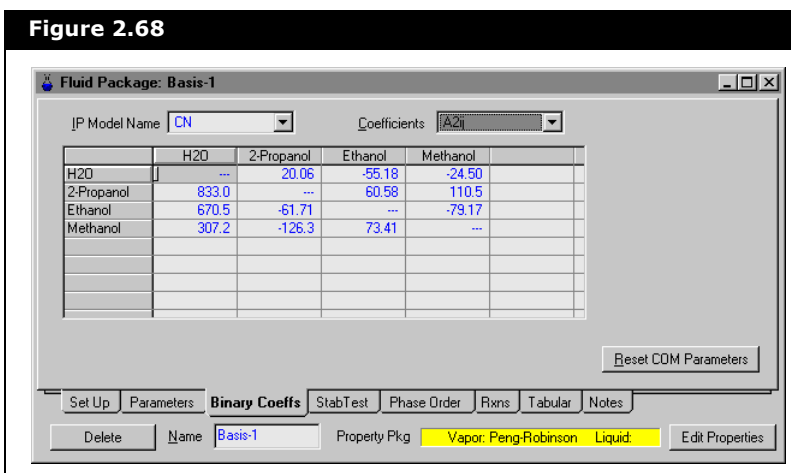 Figure 2.68
Fluid Package: Basis-1
IP Model Name CN Coefficients A2ij
H2O 2-Propanol Ethanol Methanol
H2O --- 20.06 -55.18 -24.50
2-Propanol 833.0 --- 60.58 110.5
Ethanol 670.5 -61.71 --- -79.17
Methanol 307.2 -126.3 73.41 ---
Reset COM Parameters
Set Up Parameters Binary Coeffs StabTest Phase Order Rxns Tabular Notes
Delete Name Basis-1 Property Pkg Vapor: Peng-Robinson Liquid: Edit Properties